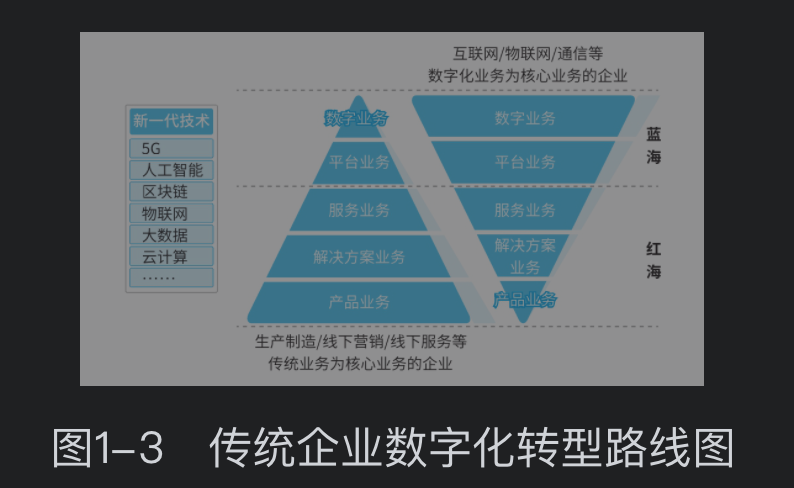 互联网/物联网/通信等
数字化业务为核心业务的企业
新一代技术
5G
人工智能
区块链
物联网
大数据
云计算
······
数字业务
平台业务
服务业务
解决方案业务
产品业务
数字业务
平台业务
服务业务
解决方案
业务
产品业务
蓝
海
红
海
生产制造/线下营销/线下服务等
传统业务为核心业务的企业
图1-3 传统企业数字化转型路线图